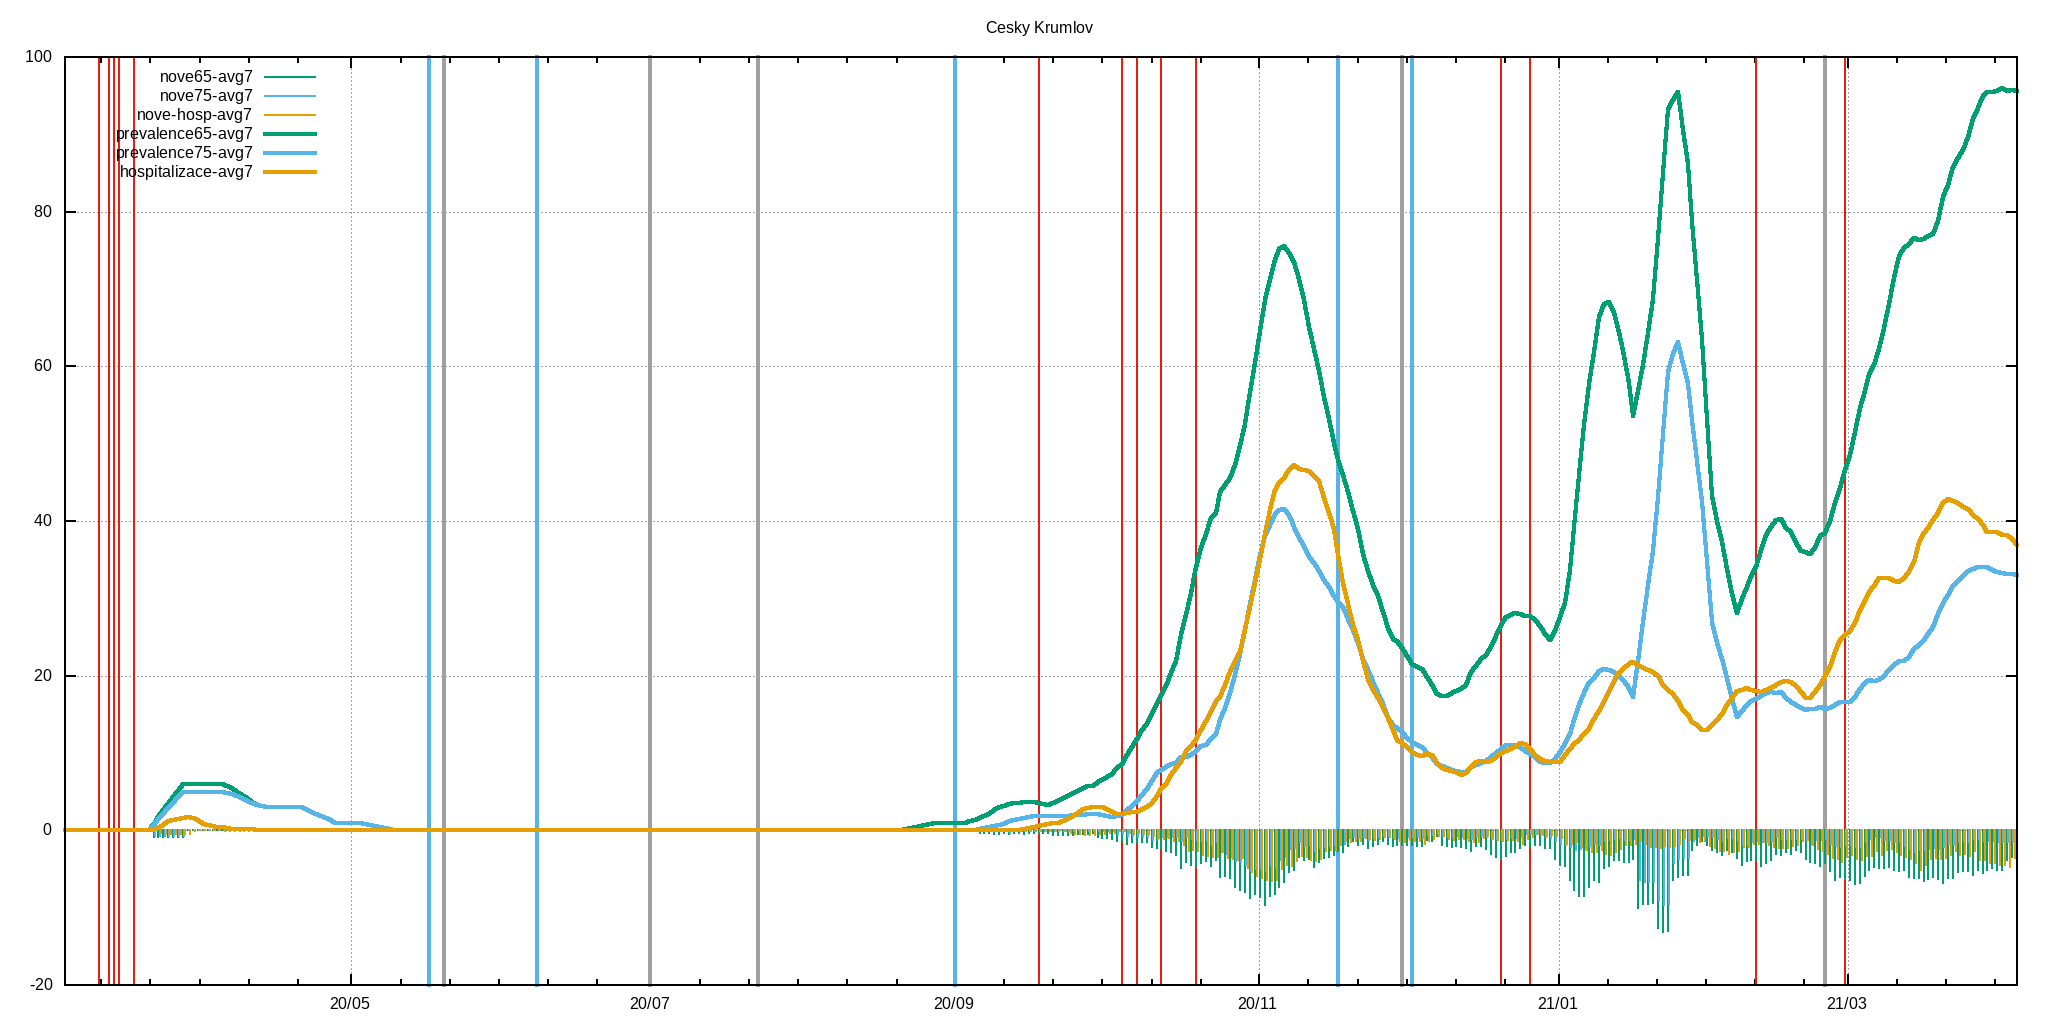 Cesky Krumlov
100
80
60
40
20
0
-20
nove65-avg7
nove75-avg7
nove-hosp-avg7
prevalence65-avg7
prevalence75-avg7
hospitalizace-avg7
20/05 20/07 20/09 20/11 21/01 21/03